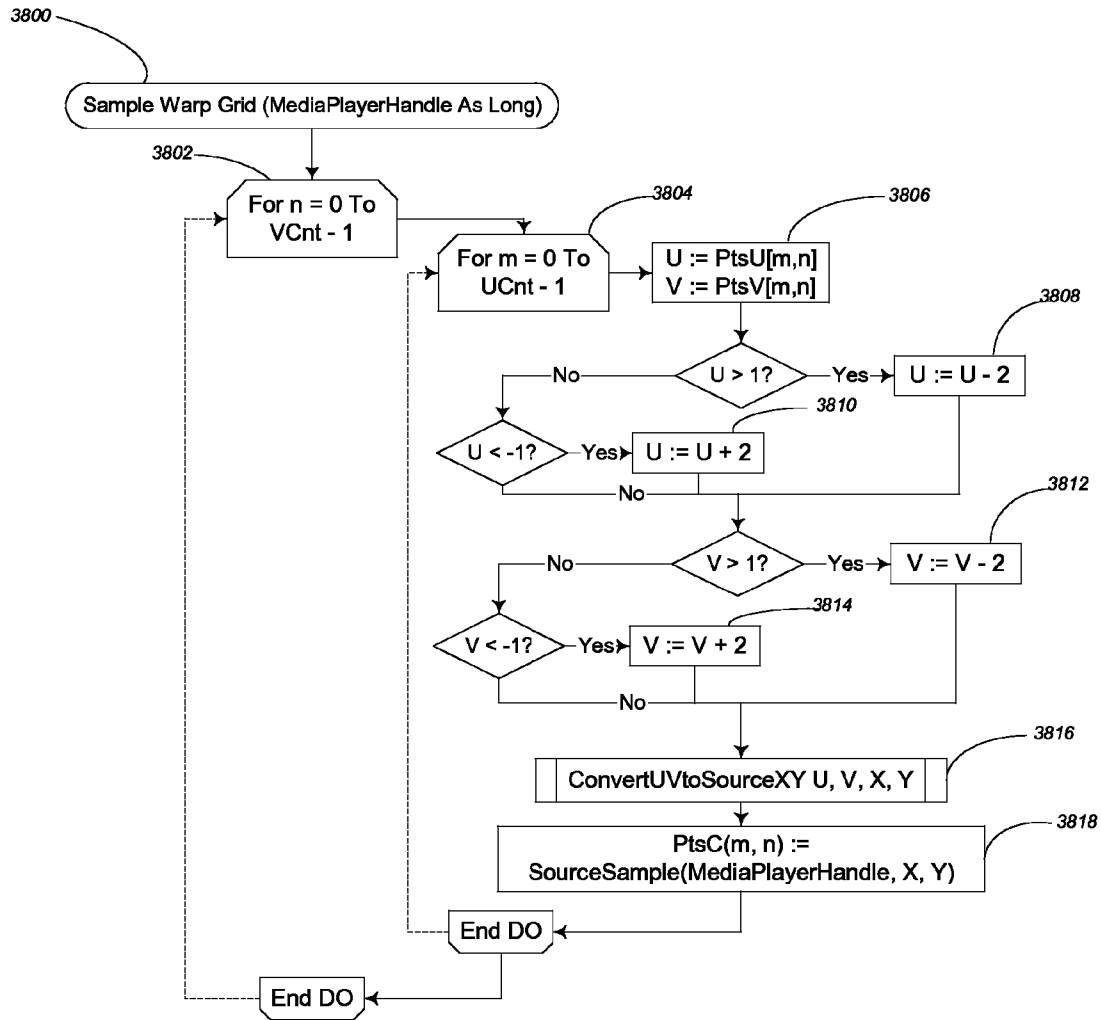 3800
Sample Warp Grid (MediaPlayerHandle As Long)
3802
For n = 0 To
VCnt - 1
3804
For m = 0 To
UCnt - 1
3806
U := PtsU[m,n]
V := PtsV[m,n]
3808
U > 1?
No
Yes
U := U - 2
3810
U < -1?
Yes
U := U + 2
No
3812
V > 1?
No
Yes
V := V - 2
3814
V < -1?
Yes
V := V + 2
No
3816
ConvertUVtoSourceXY U, V, X, Y
3818
PtsC(m, n) :=
SourceSample(MediaPlayerHandle, X, Y)
End DO
End DO